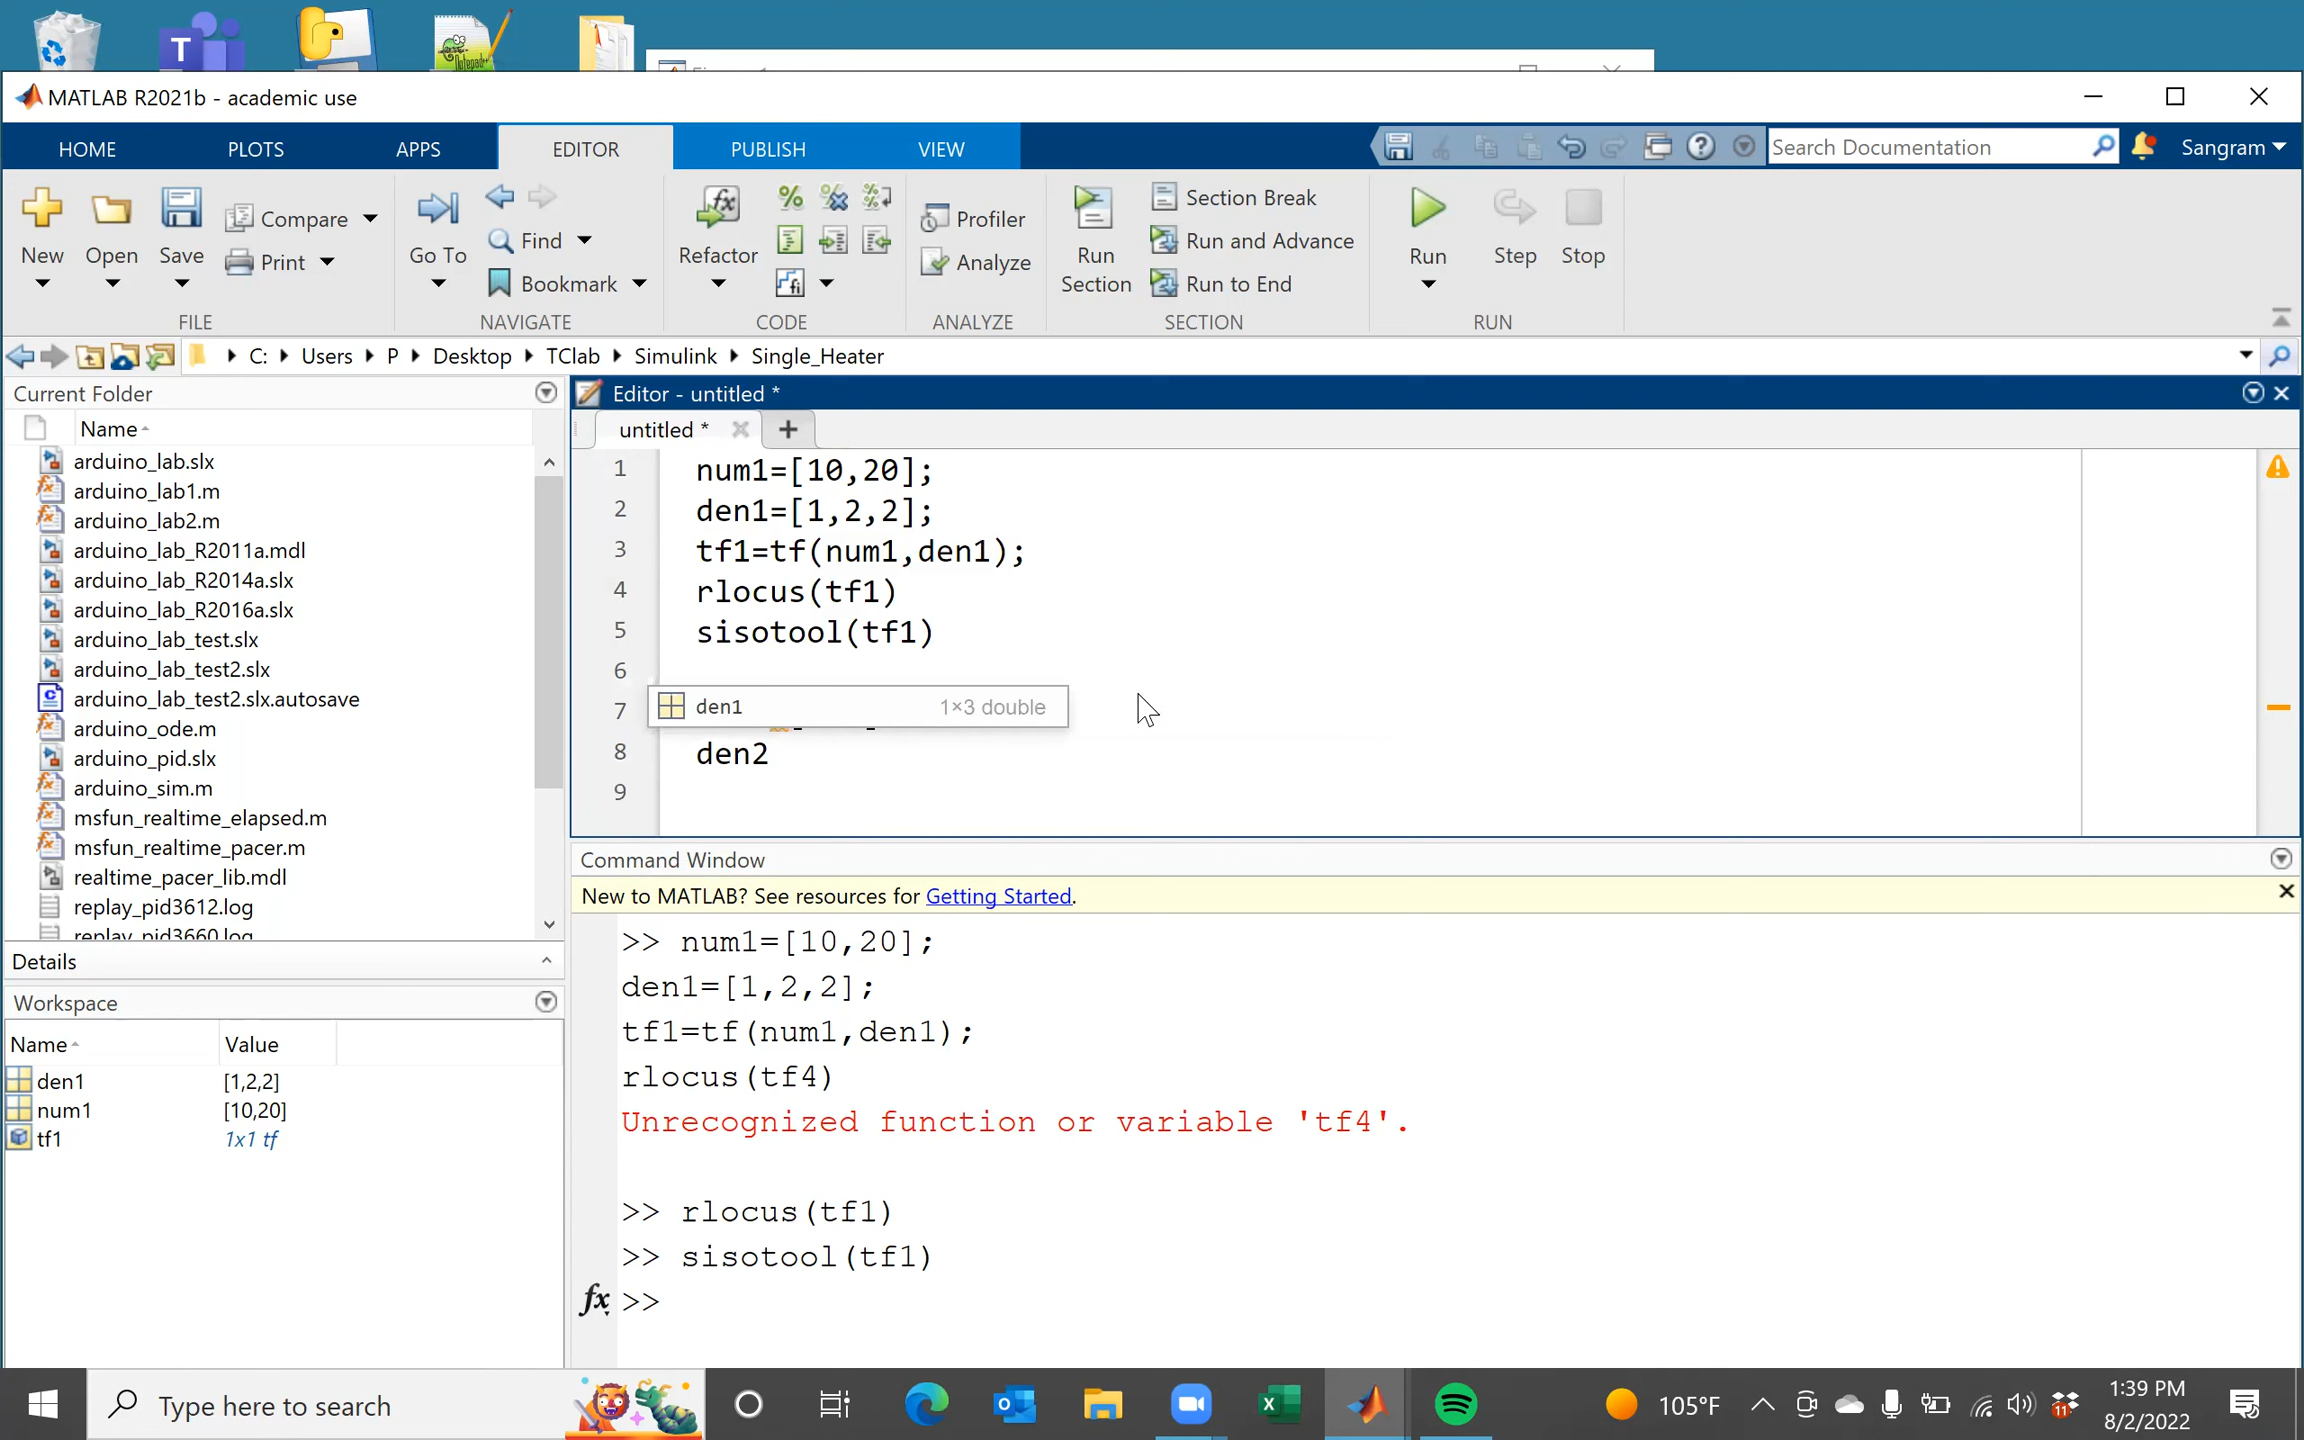 T
Notepad++
MATLAB R2021b - academic use
HOME
PLOTS
APPS
EDITOR
PUBLISH
VIEW
Search Documentation
Sangram
New
Open
Save
Compare
Print
FILE
Go To
Find
Bookmark
NAVIGATE
Refactor
CODE
Profiler
Analyze
ANALYZE
Run
Section
Section Break
Run and Advance
Run to End
SECTION
Run
Step
Stop
RUN
C:
Users
P
Desktop
TClab
Simulink
Single_Heater
Current Folder
Name
arduino_lab.slx
arduino_lab1.m
arduino_lab2.m
arduino_lab_R2011a.mdl
arduino_lab_R2014a.slx
arduino_lab_R2016a.slx
arduino_lab_test.slx
arduino_lab_test2.slx
arduino_lab_test2.slx.autosave
arduino_ode.m
arduino_pid.slx
arduino_sim.m
msfun_realtime_elapsed.m
msfun_realtime_pacer.m
realtime_pacer_lib.mdl
replay_pid3612.log
replay_pid3660.log
Details
Workspace
Name
Value
den1 [1,2,2]
num1 [10,20]
tf1 1x1 tf
Editor - untitled *
untitled *
1 num1=[10,20];
2 den1=[1,2,2];
3 tf1=tf(num1,den1);
4 rlocus(tf1)
5 sisotool(tf1)
6
7
den1 1×3 double
8 den2
9
Command Window
New to MATLAB? See resources for Getting Started.
>> num1=[10,20];
den1=[1,2,2];
tf1=tf(num1,den1);
rlocus(tf4)
Unrecognized function or variable 'tf4'.
>> rlocus(tf1)
>> sisotool(tf1)
fx >>
Type here to search
105°F
11
1:39 PM
8/2/2022